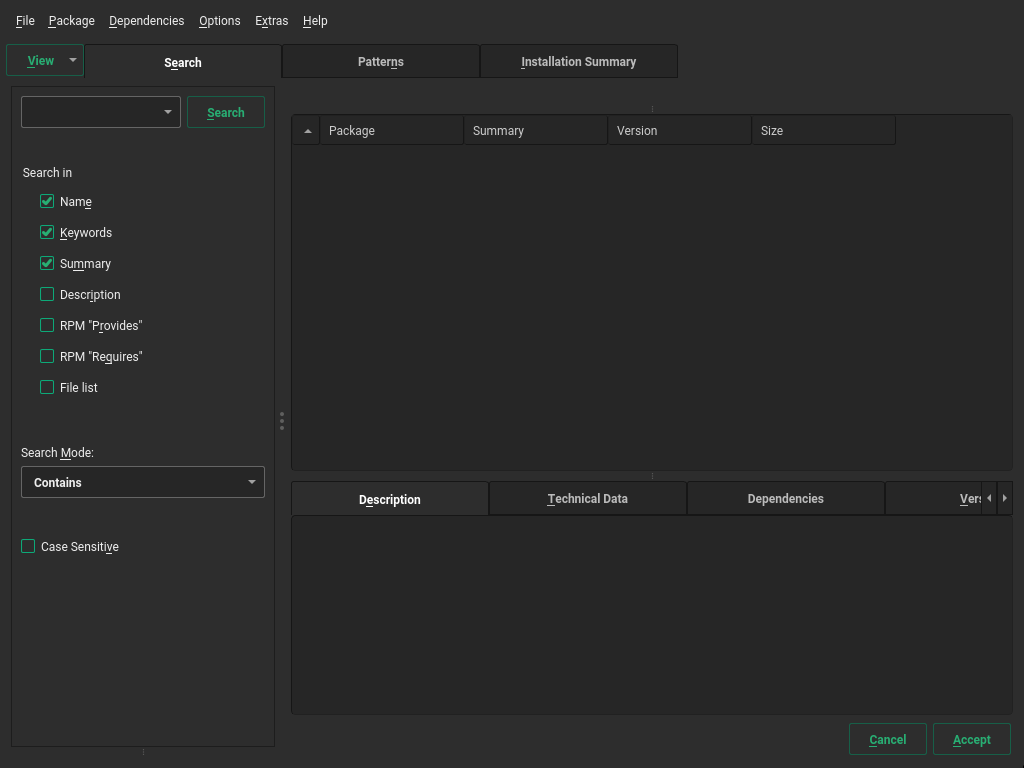 File Package Dependencies Options Extras Help
View Search Patterns Installation Summary
Search
Package Summary Version Size
Search in
Name
Keywords
Summary
Description
RPM "Provides"
RPM "Requires"
File list
Search Mode:
Contains
Description Technical Data Dependencies Vers
Case Sensitive
Cancel Accept